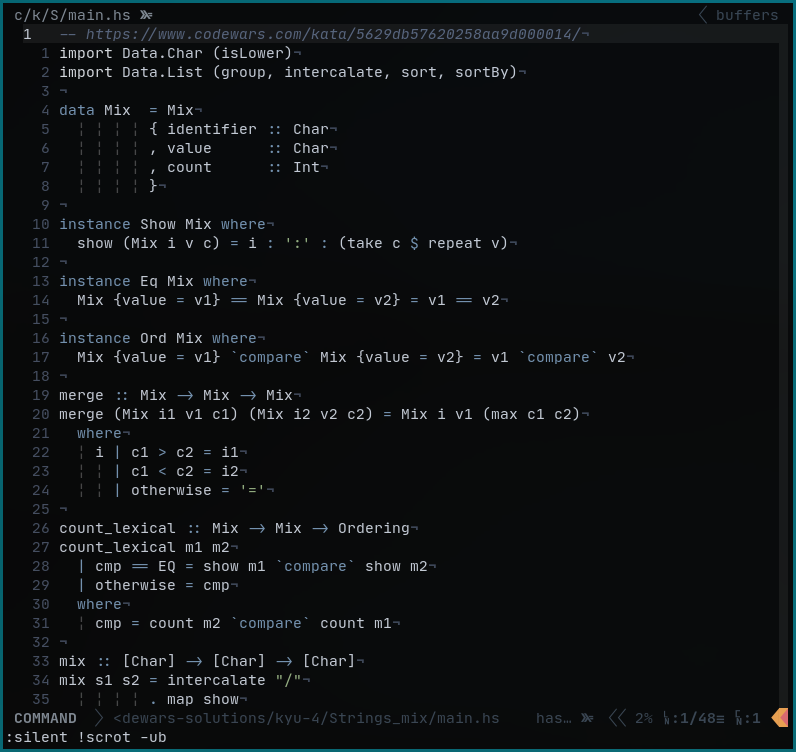 c/k/S/main.hs buffers
1 -- https://www.codewars.com/kata/5629db57620258aa9d000014/¬
1 import Data.Char (isLower)¬
2 import Data.List (group, intercalate, sort, sortBy)¬
3 ¬
4 data Mix  = Mix¬
5 ¦ ¦ ¦ ¦ { identifier :: Char¬
6 ¦ ¦ ¦ ¦ , value      :: Char¬
7 ¦ ¦ ¦ ¦ , count      :: Int¬
8 ¦ ¦ ¦ ¦ }¬
9 ¬
10 instance Show Mix where¬
11   show (Mix i v c) = i : ':' : (take c $ repeat v)¬
12 ¬
13 instance Eq Mix where¬
14   Mix {value = v1} == Mix {value = v2} = v1 == v2¬
15 ¬
16 instance Ord Mix where¬
17   Mix {value = v1} `compare` Mix {value = v2} = v1 `compare` v2¬
18 ¬
19 merge :: Mix -> Mix -> Mix¬
20 merge (Mix i1 v1 c1) (Mix i2 v2 c2) = Mix i v1 (max c1 c2)¬
21   where¬
22   ¦ i | c1 > c2 = i1¬
23   ¦ ¦ | c1 < c2 = i2¬
24   ¦ ¦ | otherwise = '='¬
25 ¬
26 count_lexical :: Mix -> Mix -> Ordering¬
27 count_lexical m1 m2¬
28   | cmp == EQ = show m1 `compare` show m2¬
29   | otherwise = cmp¬
30   where¬
31   ¦ cmp = count m2 `compare` count m1¬
32 ¬
33 mix :: [Char] -> [Char] -> [Char]¬
34 mix s1 s2 = intercalate "/"¬
35 ¦ ¦ ¦ ¦ . map show¬
COMMAND <dewars-solutions/kyu-4/Strings_mix/main.hs has… 2% :1/48≡ :1
:silent !scrot -ub